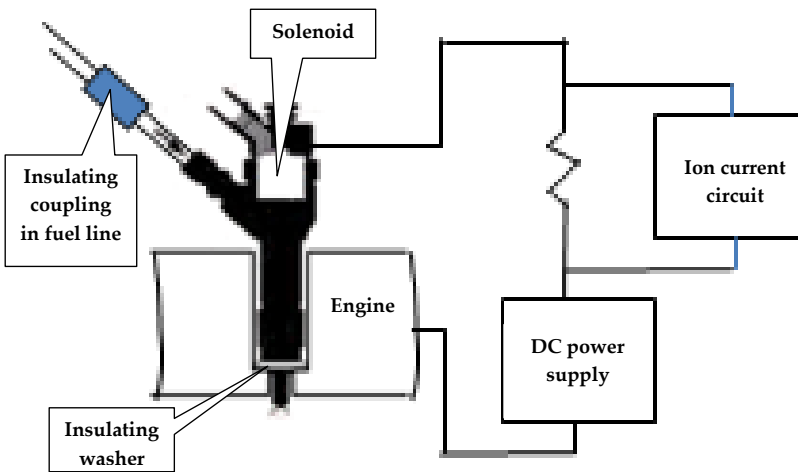 Solenoid
Insulating
coupling
in fuel line
Ion current
circuit
Engine
DC power
supply
Insulating
washer